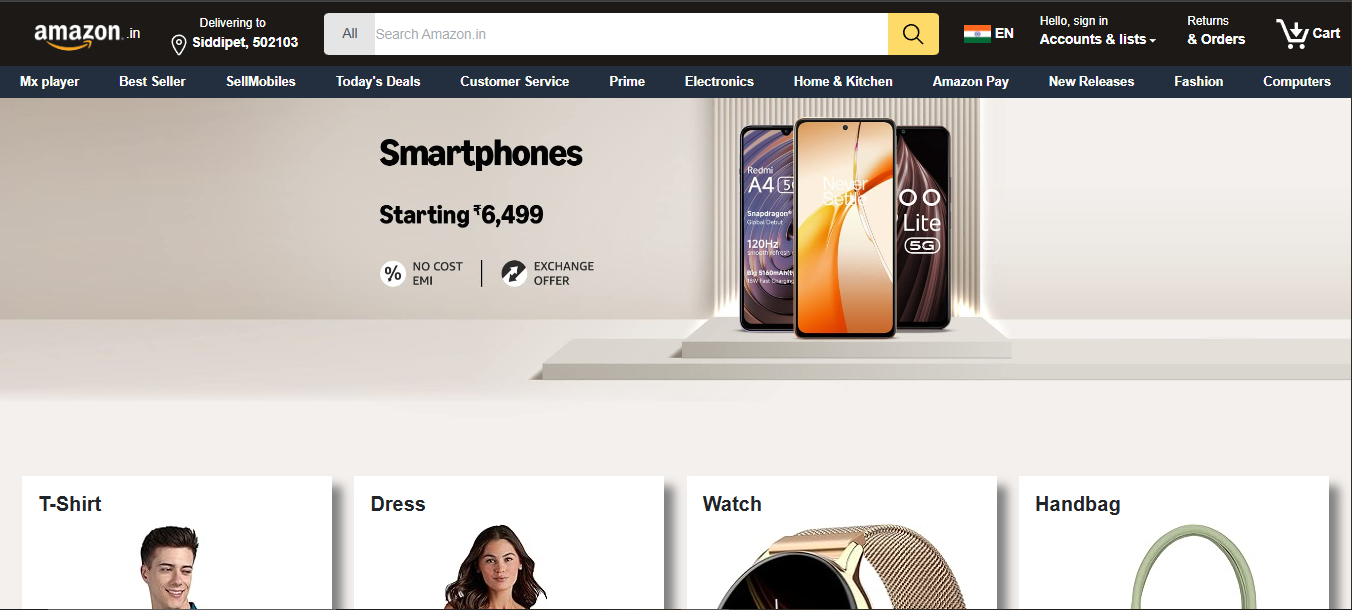 amazon.in
Delivering to
Siddipet, 502103
All
Search Amazon.in
EN
Hello, sign in
Accounts & lists
Returns
& Orders
Cart
Mx player Best Seller SellMobiles Today's Deals Customer Service Prime Electronics Home & Kitchen Amazon Pay New Releases Fashion Computers
Smartphones
Starting ₹6,499
NO COST
EMI
EXCHANGE
OFFER
Redmi
A4 5G
Snapdragon®
Global Debut
120Hz
smooth refresh
Big 5160mAh
18W Fast Charging
Never
Settle
Lite
5G
T-Shirt
Dress
Watch
Handbag